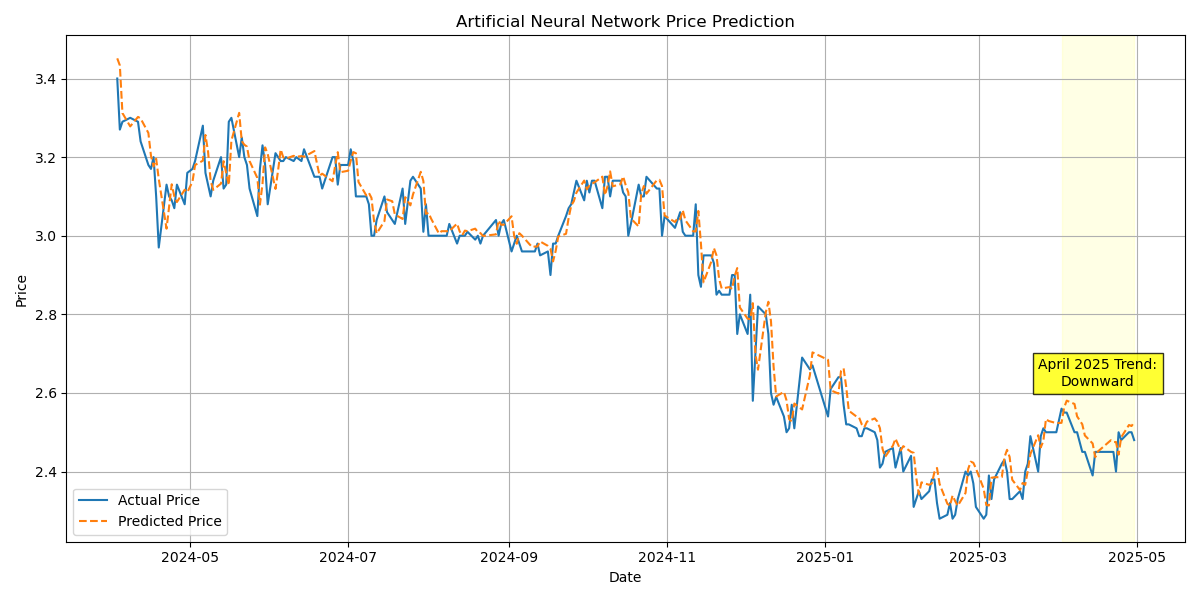 Artificial Neural Network Price Prediction
Price
3.4
3.2
3.0
2.8
2.6
2.4
April 2025 Trend:
Downward
Actual Price
Predicted Price
2024-05
2024-07
2024-09
2024-11
2025-01
2025-03
2025-05
Date